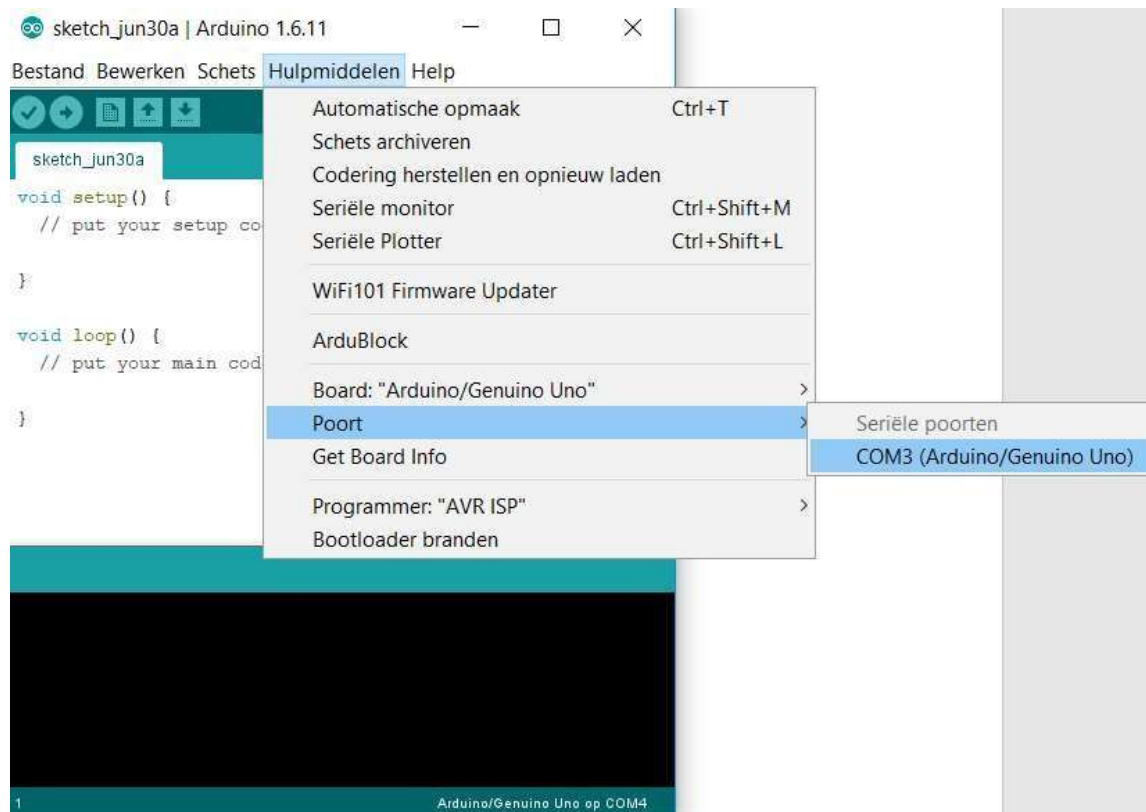 sketch_jun30a | Arduino 1.6.11
Bestand Bewerken Schets Hulpmiddelen Help
sketch_jun30a
void setup() {
// put your setup co
}
void loop() {
// put your main cod
}
Automatische opmaak Ctrl+T
Schets archiveren
Codering herstellen en opnieuw laden
Seriële monitor Ctrl+Shift+M
Seriële Plotter Ctrl+Shift+L
WiFi101 Firmware Updater
ArduBlock
Board: "Arduino/Genuino Uno"
Poort
Get Board Info
Programmer: "AVR ISP"
Bootloader branden
Seriële poorten
COM3 (Arduino/Genuino Uno)
1 Arduino/Genuino Uno op COM4